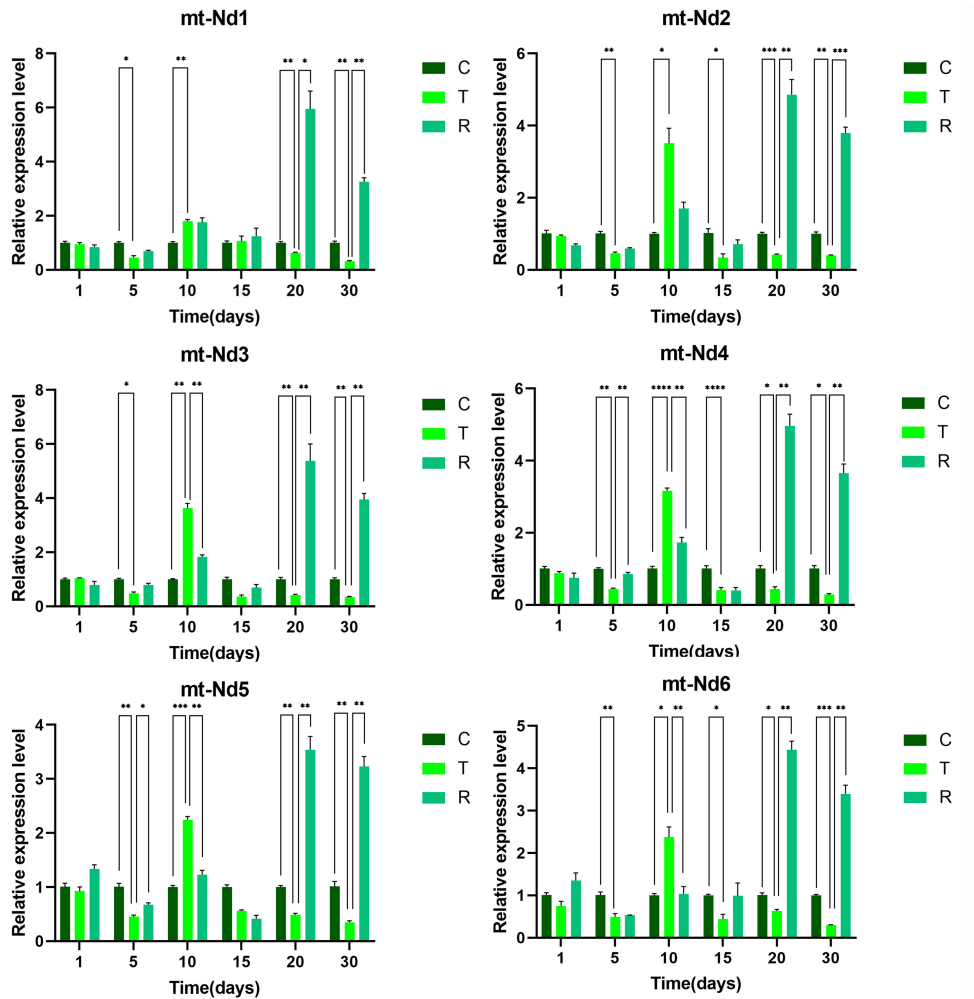 mt-Nd1
Relative expression level
8
6
4
2
0
* ** ** * ** **
C
T
R
1 5 10 15 20 30
Time(days)
mt-Nd2
Relative expression level
6
4
2
0
** * * *** ** ** ***
C
T
R
1 5 10 15 20 30
Time(days)
mt-Nd3
Relative expression level
8
6
4
2
0
* ** ** ** ** ** **
C
T
R
1 5 10 15 20 30
Time(days)
mt-Nd4
Relative expression level
6
4
2
0
** ** **** ** **** * ** * **
C
T
R
1 5 10 15 20 30
Time(days)
mt-Nd5
Relative expression level
4
3
2
1
0
** * *** ** ** ** ** **
C
T
R
1 5 10 15 20 30
Time(days)
mt-Nd6
Relative expression level
5
4
3
2
1
0
** * ** * * ** *** **
C
T
R
1 5 10 15 20 30
Time(days)